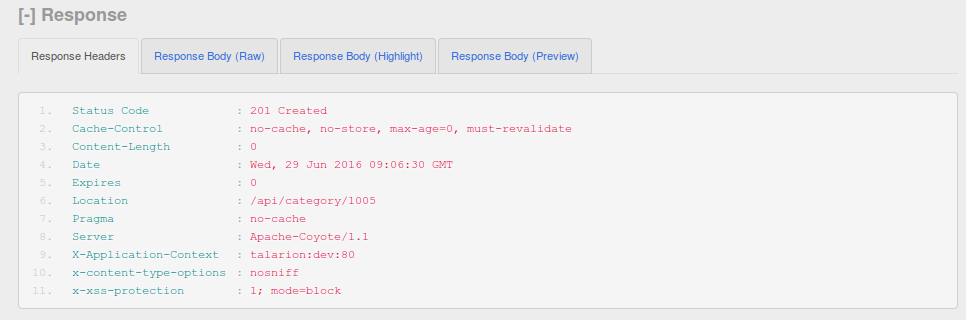 [-] Response
Response Headers Response Body (Raw) Response Body (Highlight) Response Body (Preview)
1. Status Code : 201 Created
2. Cache-Control : no-cache, no-store, max-age=0, must-revalidate
3. Content-Length : 0
4. Date : Wed, 29 Jun 2016 09:06:30 GMT
5. Expires : 0
6. Location : /api/category/1005
7. Pragma : no-cache
8. Server : Apache-Coyote/1.1
9. X-Application-Context : talarion:dev:80
10. x-content-type-options : nosniff
11. x-xss-protection : 1; mode=block